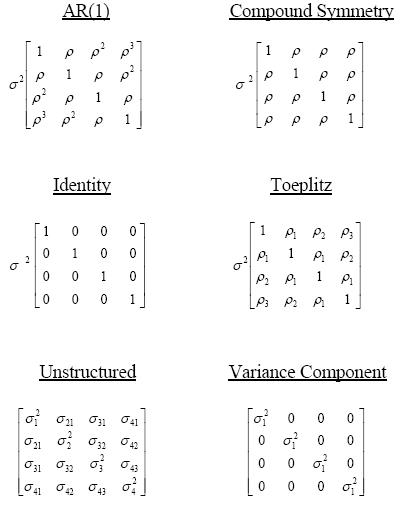 AR(1)
1 ρ ρ² ρ³
ρ 1 ρ ρ²
σ²
ρ² ρ 1 ρ
ρ³ ρ² ρ 1
Compound Symmetry
1 ρ ρ ρ
ρ 1 ρ ρ
σ²
ρ ρ 1 ρ
ρ ρ ρ 1
Identity
1 0 0 0
0 1 0 0
σ²
0 0 1 0
0 0 0 1
Toeplitz
1 ρ₁ ρ₂ ρ₃
ρ₁ 1 ρ₁ ρ₂
σ²
ρ₂ ρ₁ 1 ρ₁
ρ₃ ρ₂ ρ₁ 1
Unstructured
σ₁² σ₂₁ σ₃₁ σ₄₁
σ₂₁ σ₂² σ₃₂ σ₄₂
σ₃₁ σ₃₂ σ₃² σ₄₃
σ₄₁ σ₄₂ σ₄₃ σ₄²
Variance Component
σ₁² 0 0 0
0 σ₁² 0 0
0 0 σ₁² 0
0 0 0 σ₁²